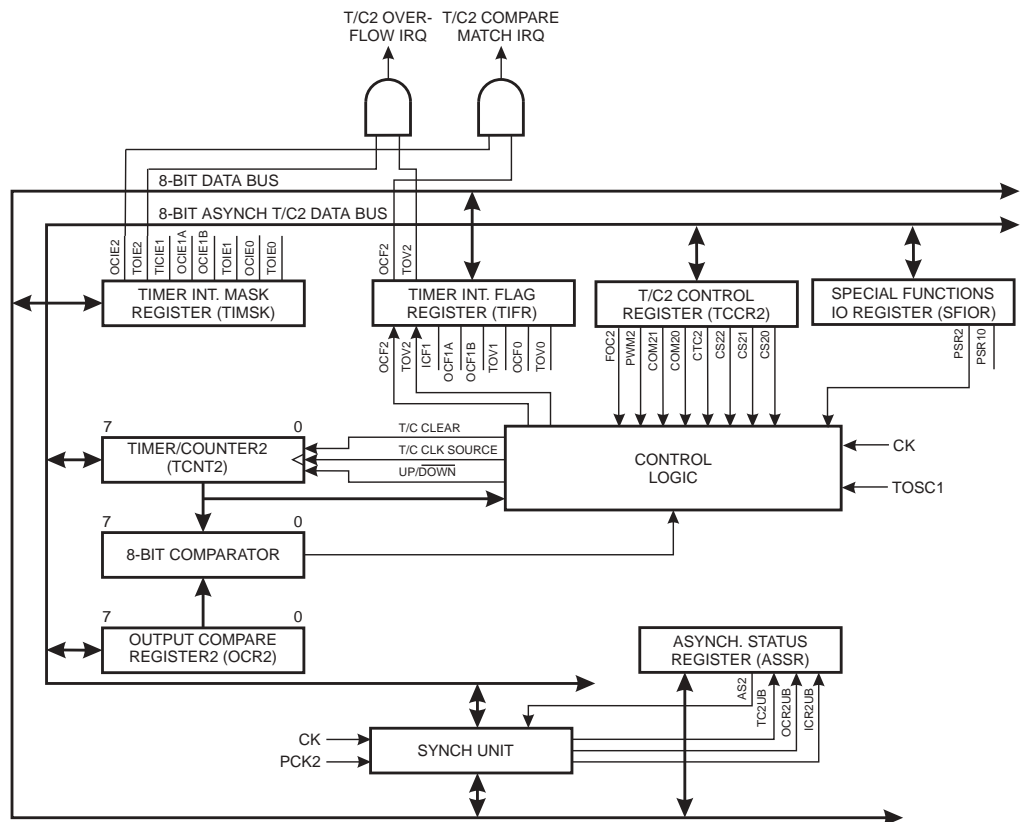 T/C2 OVER-
FLOW IRQ
T/C2 COMPARE
MATCH IRQ
8-BIT DATA BUS
8-BIT ASYNCH T/C2 DATA BUS
OCIE2
TOIE2
TICIE1
OCIE1A
OCIE1B
TOIE1
OCIE0
TOIE0
OCF2
TOV2
TIMER INT. MASK
REGISTER (TIMSK)
TIMER INT. FLAG
REGISTER (TIFR)
T/C2 CONTROL
REGISTER (TCCR2)
SPECIAL FUNCTIONS
IO REGISTER (SFIOR)
OCF2
TOV2
ICF1
OCF1A
OCF1B
TOV1
OCF0
TOV0
FOC2
PWM2
COM21
COM20
CTC2
CS22
CS21
CS20
PSR2
PSR10
7 0
TIMER/COUNTER2
(TCNT2)
T/C CLEAR
T/C CLK SOURCE
UP/DOWN
CONTROL
LOGIC
CK
TOSC1
7 0
8-BIT COMPARATOR
7 0
OUTPUT COMPARE
REGISTER2 (OCR2)
ASYNCH. STATUS
REGISTER (ASSR)
AS2
TC2UB
OCR2UB
ICR2UB
CK
PCK2
SYNCH UNIT